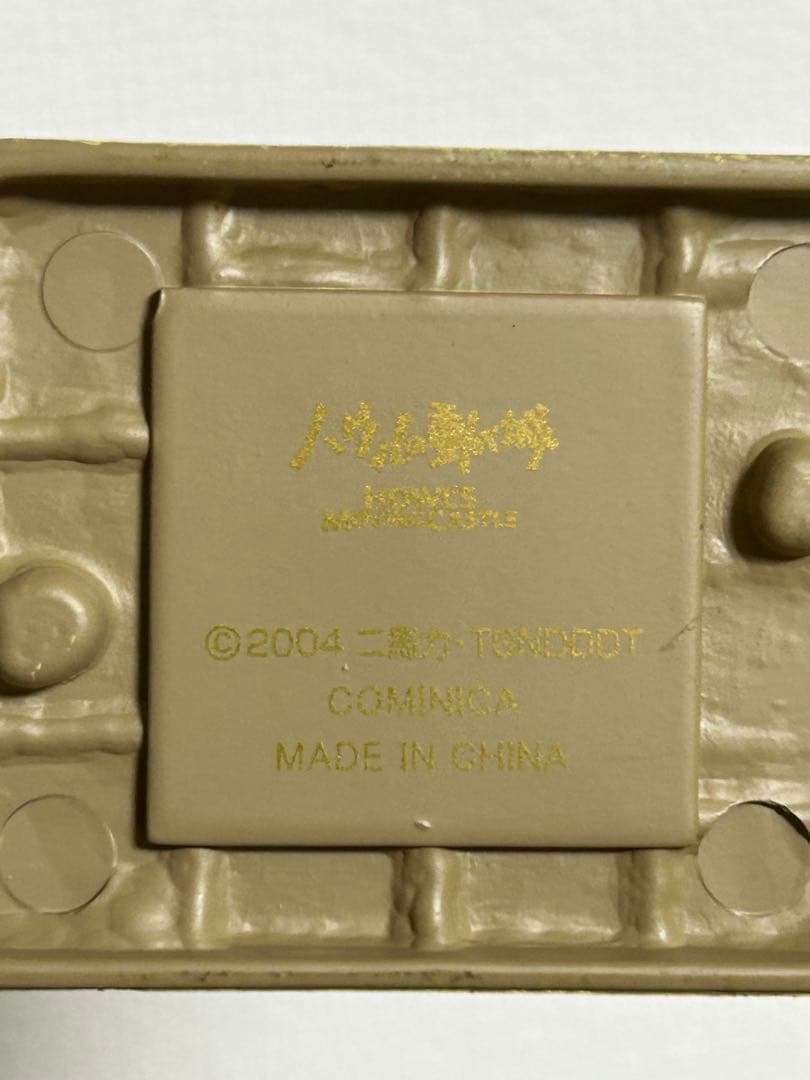 ハウルの動く城
HOWL'S
MOVING CASTLE
©2004 二馬力·TGNDDDT
COMINICA
MADE IN CHINA